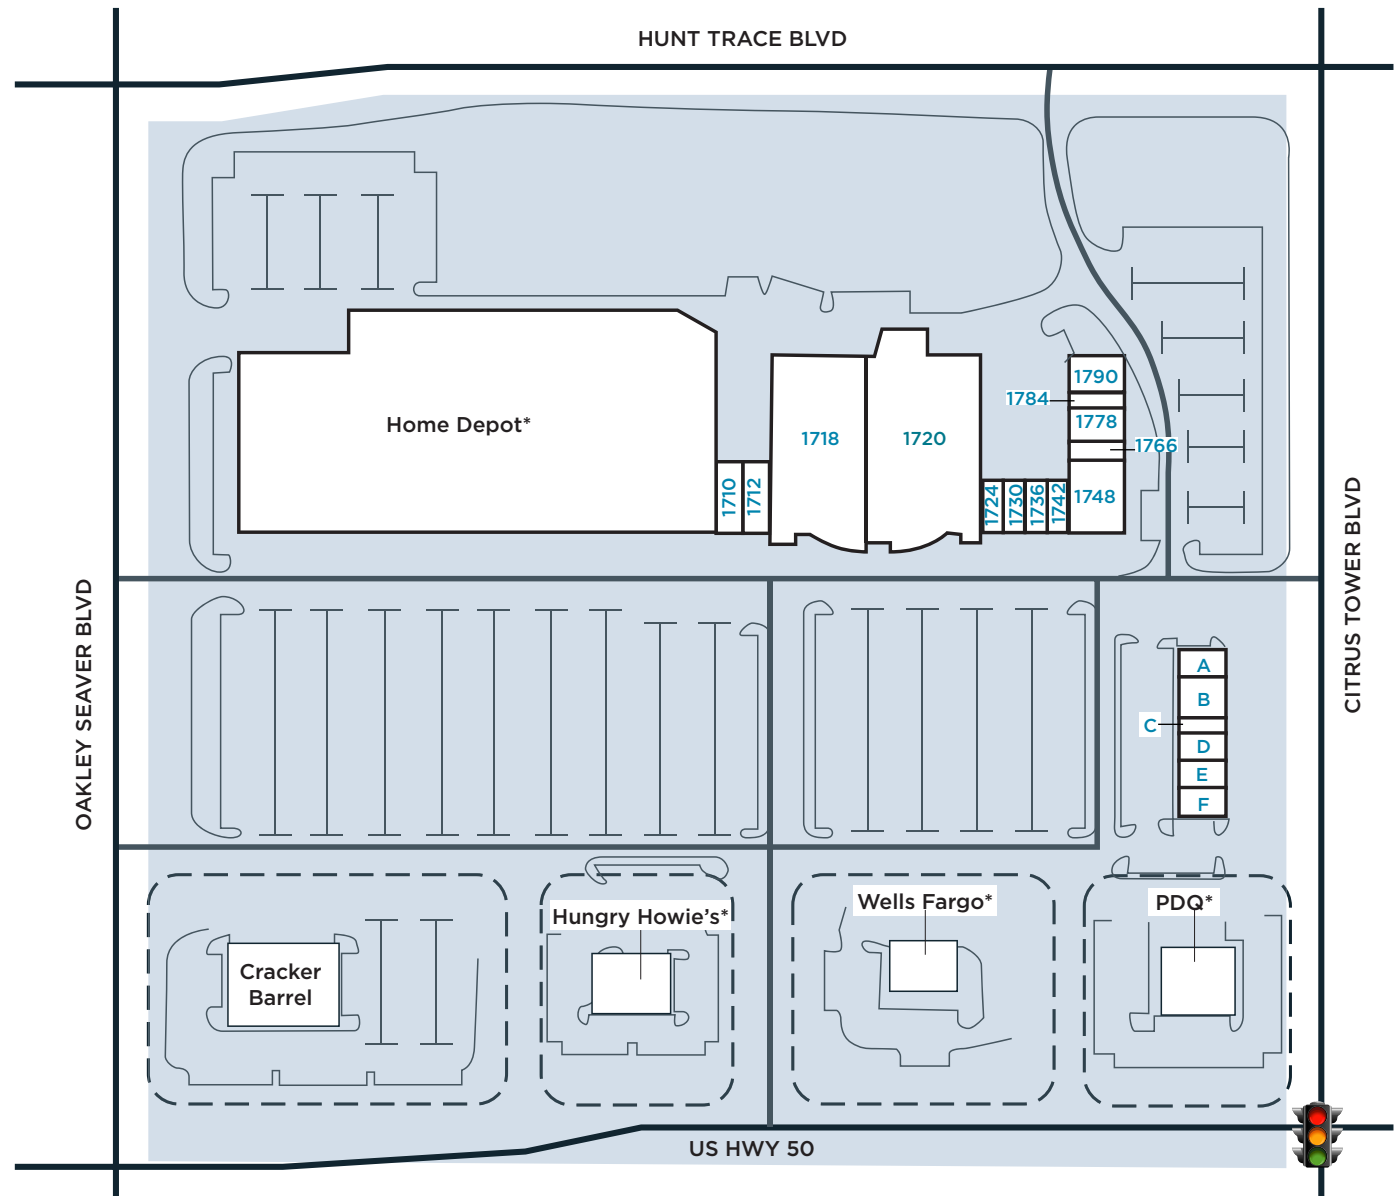 HUNT TRACE BLVD
Home Depot*
1710
1712
1718
1720
1724
1730
1736
1742
1790
1784
1778
1766
1748
OAKLEY SEAVER BLVD
CITRUS TOWER BLVD
A
B
C
D
E
F
Cracker
Barrel
Hungry Howie's*
Wells Fargo*
PDQ*
US HWY 50